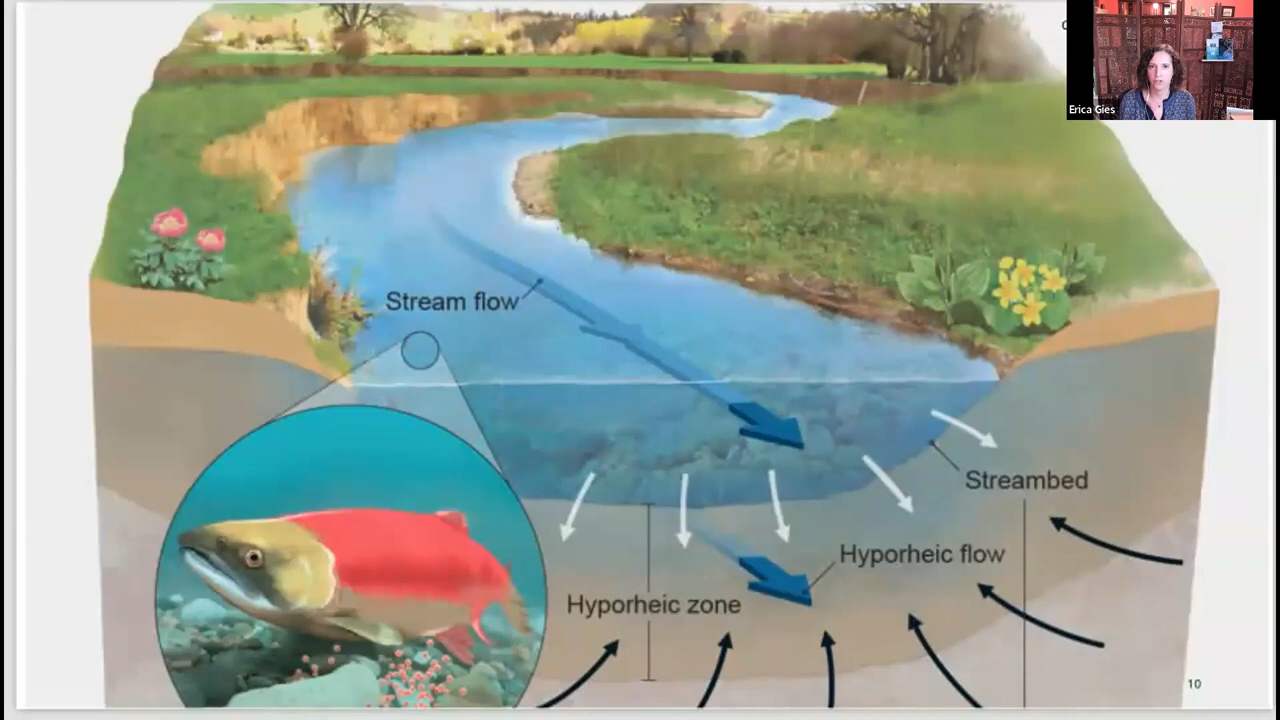 Erica Gies
Stream flow
Streambed
Hyporheic flow
Hyporheic zone
10